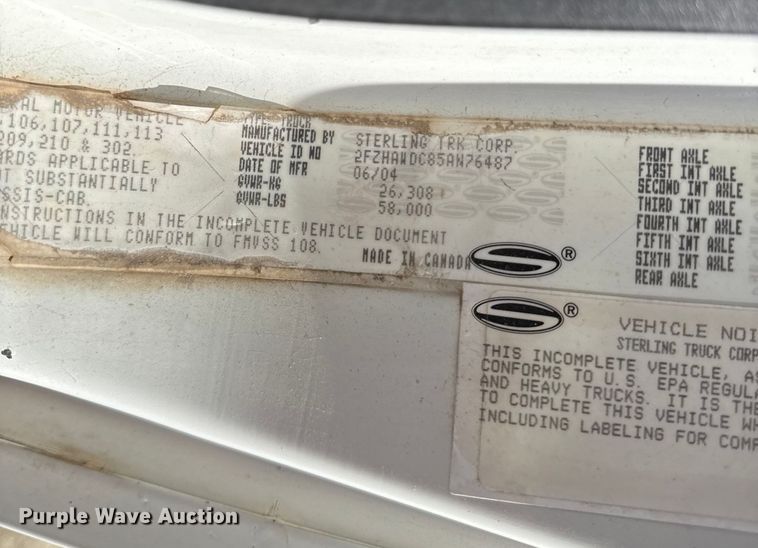 ERAL MOTOR VEHICLE
106,107,111,113
209,210 & 302.
ARDS APPLICABLE TO
T SUBSTANTIALLY
SSIS-CAB.
NSTRUCTIONS IN THE INCOMPLETE VEHICLE DOCUMENT
EHICLE WILL CONFORM TO FMVSS 108.
TYPE TRUCK
MANUFACTURED BY STERLING TRK CORP.
VEHICLE ID NO 2FZHAWDC85AN76487
DATE OF MFR 06/04
GVWR-KG 26,308
GVWR-LBS 58,000
MADE IN CANADA
S®
FRONT AXLE
FIRST INT AXLE
SECOND INT AXLE
THIRD INT AXLE
FOURTH INT AXLE
FIFTH INT AXLE
SIXTH INT AXLE
REAR AXLE
S®
VEHICLE NOI
STERLING TRUCK CORP
THIS INCOMPLETE VEHICLE, AS
CONFORMS TO U.S. EPA REGULA
AND HEAVY TRUCKS. IT IS THE
TO COMPLETE THIS VEHICLE WH
INCLUDING LABELING FOR COMP
Purple Wave Auction